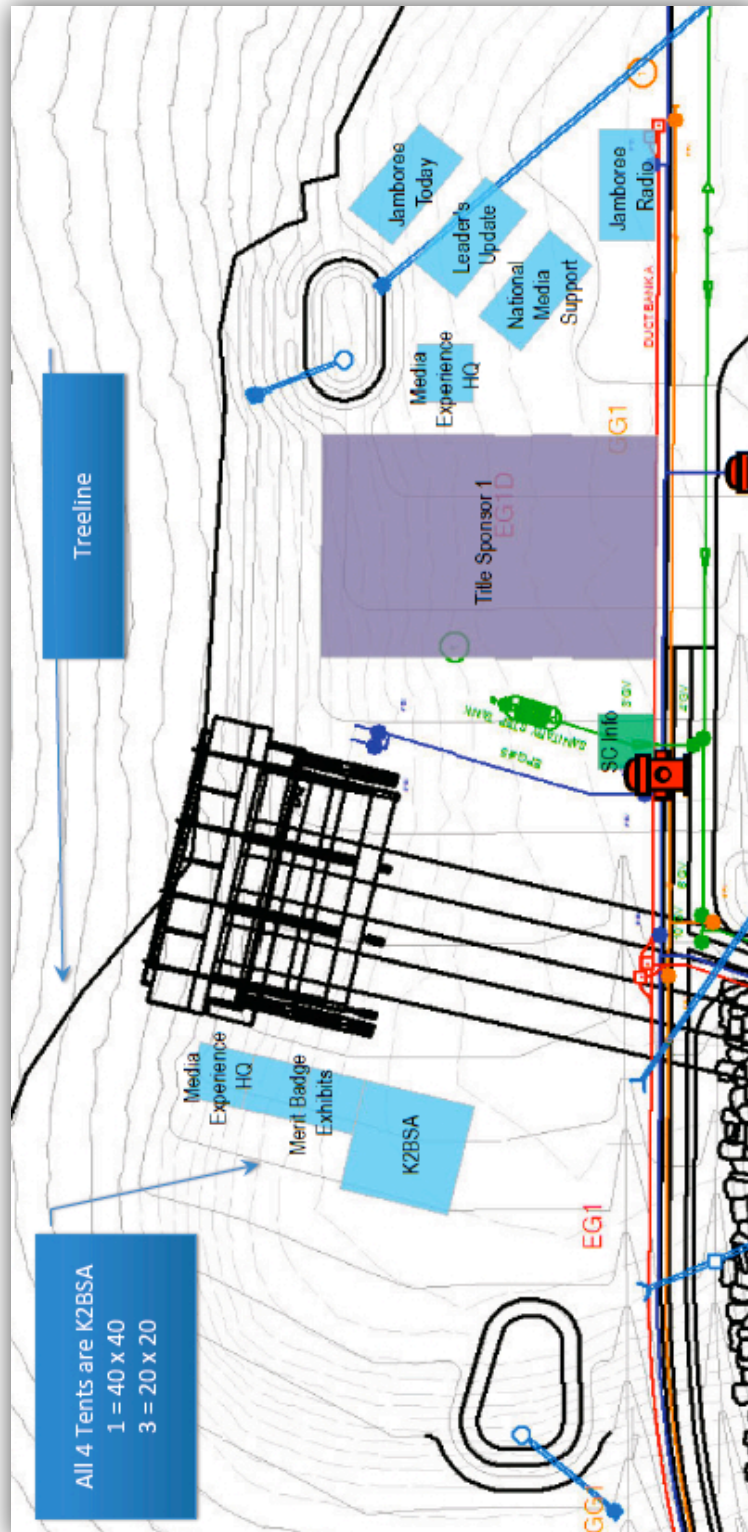 Treeline
All 4 Tents are K2BSA
1 = 40 x 40
3 = 20 x 20
Jamboree
Today
Leader's
Update
National
Media
Support
Jamboree
Radio
Media
Experience
HQ
DUCT BANK A
GG1
EG1D
Title Sponsor 1
SC Info
Media
Experience
HQ
Merit Badge
Exhibits
K2BSA
EG1
GG1